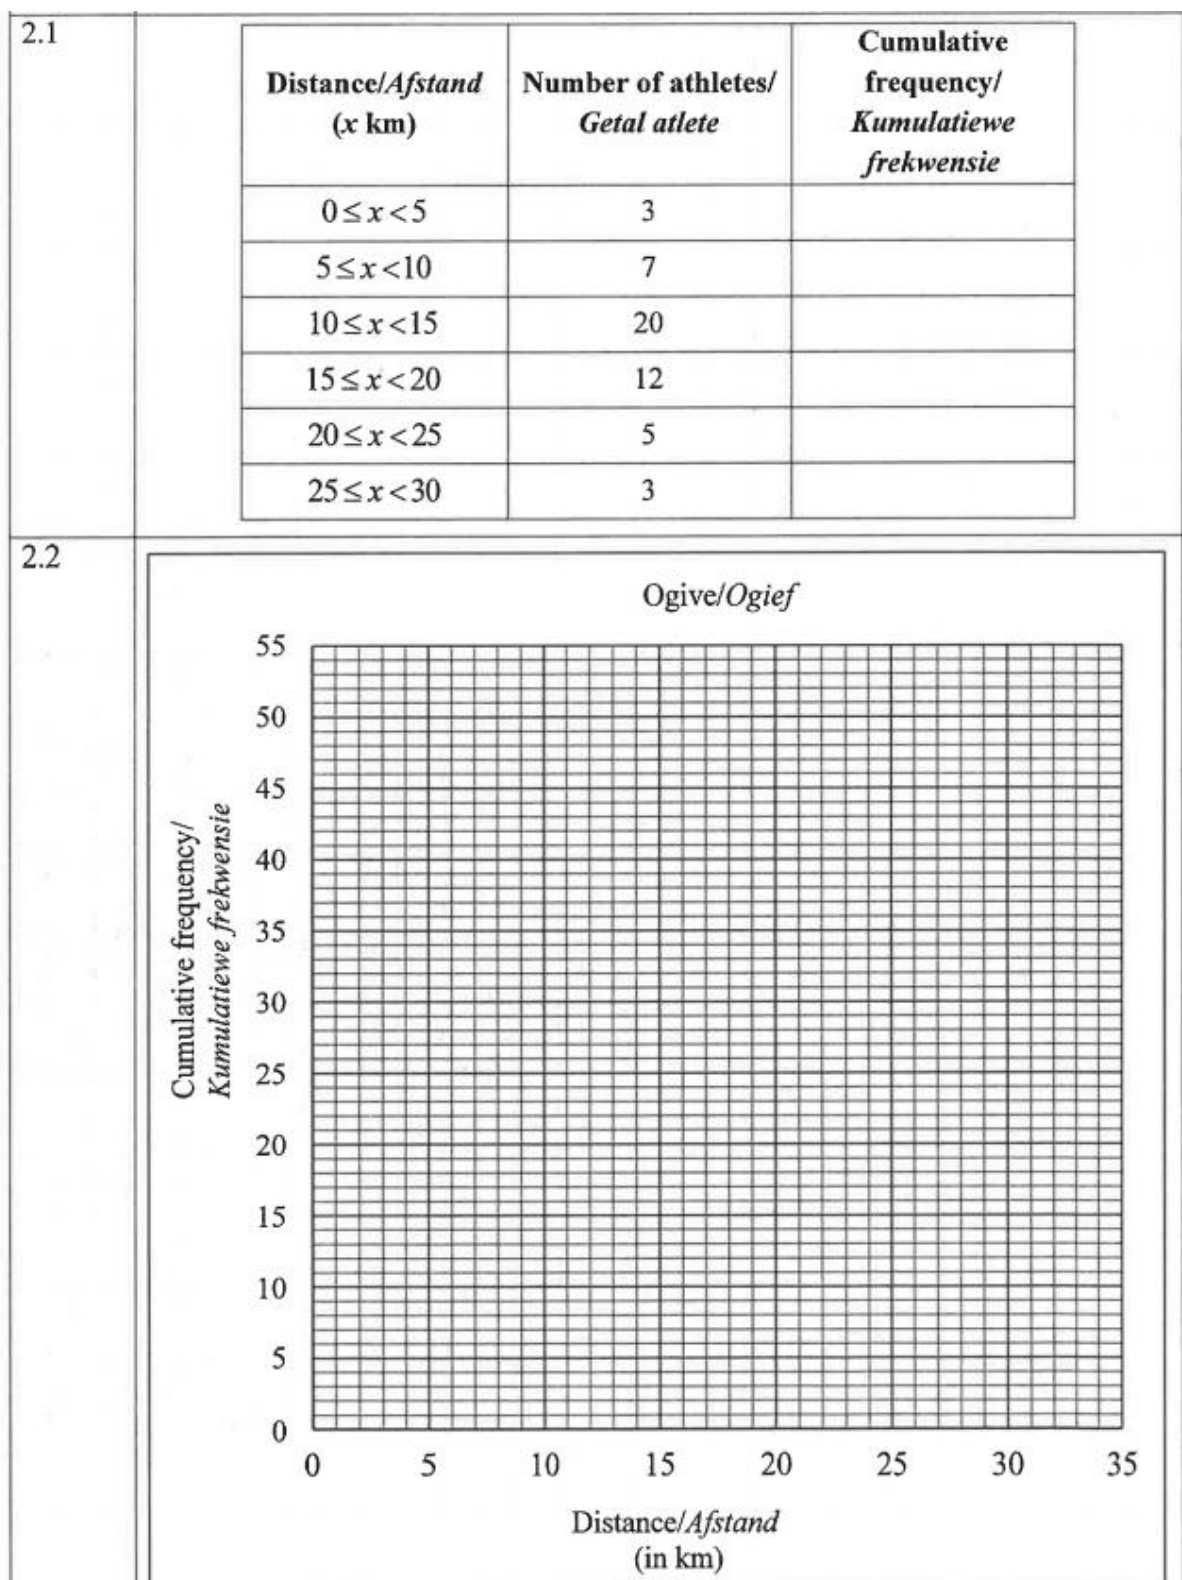 2.1
Distance/Afstand
(x km)
Number of athletes/
Getal atlete
Cumulative
frequency/
Kumulatiewe
frekwensie
0 ≤ x < 5
3
5 ≤ x < 10
7
10 ≤ x < 15
20
15 ≤ x < 20
12
20 ≤ x < 25
5
25 ≤ x < 30
3
2.2
Ogive/Ogief
55
50
45
40
35
30
25
20
15
10
5
0
Cumulative frequency/
Kumulatiewe frekwensie
0 5 10 15 20 25 30 35
Distance/Afstand
(in km)